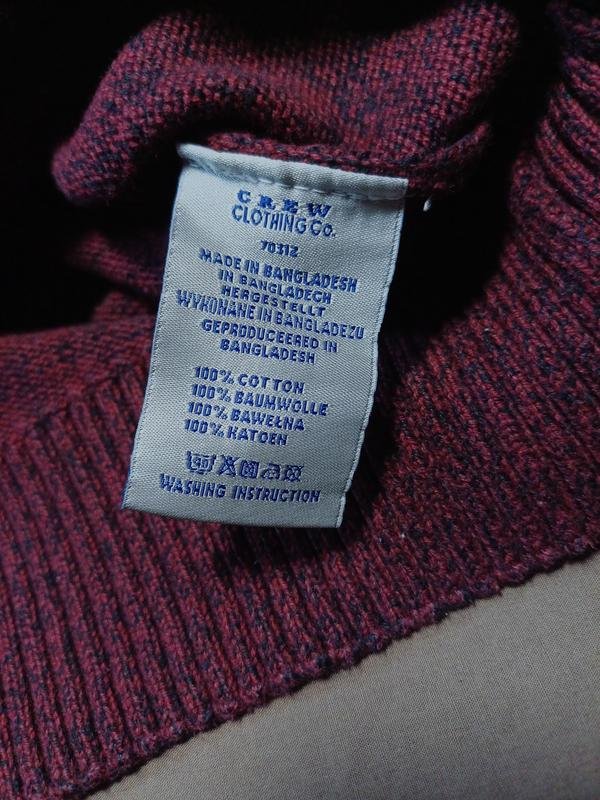 CREW
CLOTHING Co.
70312
MADE IN BANGLADESH
IN BANGLADECH
HERGESTELLT
WYKONANE IN BANGLADEZU
GEPRODUCEERED IN
BANGLADESH
100% COTTON
100% BAUMWOLLE
100% BAWEŁNA
100% KATOEN
WASHING INSTRUCTION